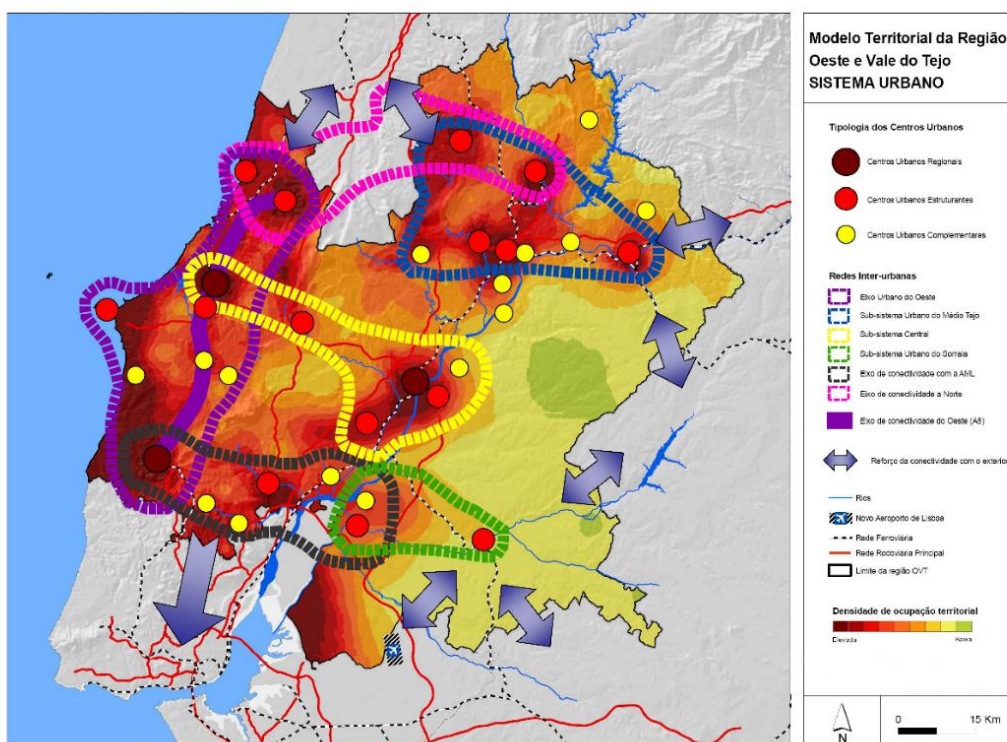 Modelo Territorial da Região
Oeste e Vale do Tejo
SISTEMA URBANO
Tipologia dos Centros Urbanos
Centros Urbanos Regionais
Centros Urbanos Estruturantes
Centros Urbanos Complementares
Redes Inter-urbanas
Eixo Urbano do Oeste
Sub-sistema Urbano do Médio Tejo
Sub-sistema Central
Sub-sistema Urbano do Sorraia
Eixo de conectividade com a AML
Eixo de conectividade a Norte
Eixo de conectividade do Oeste (A8)
Reforço da conectividade com o exterior
Rios
Novo Aeroporto de Lisboa
Rede Ferroviária
Rede Rodoviária Principal
Limite da região OVT
Densidade de ocupação territorial
Elevada Baixa
N
0 15 Km